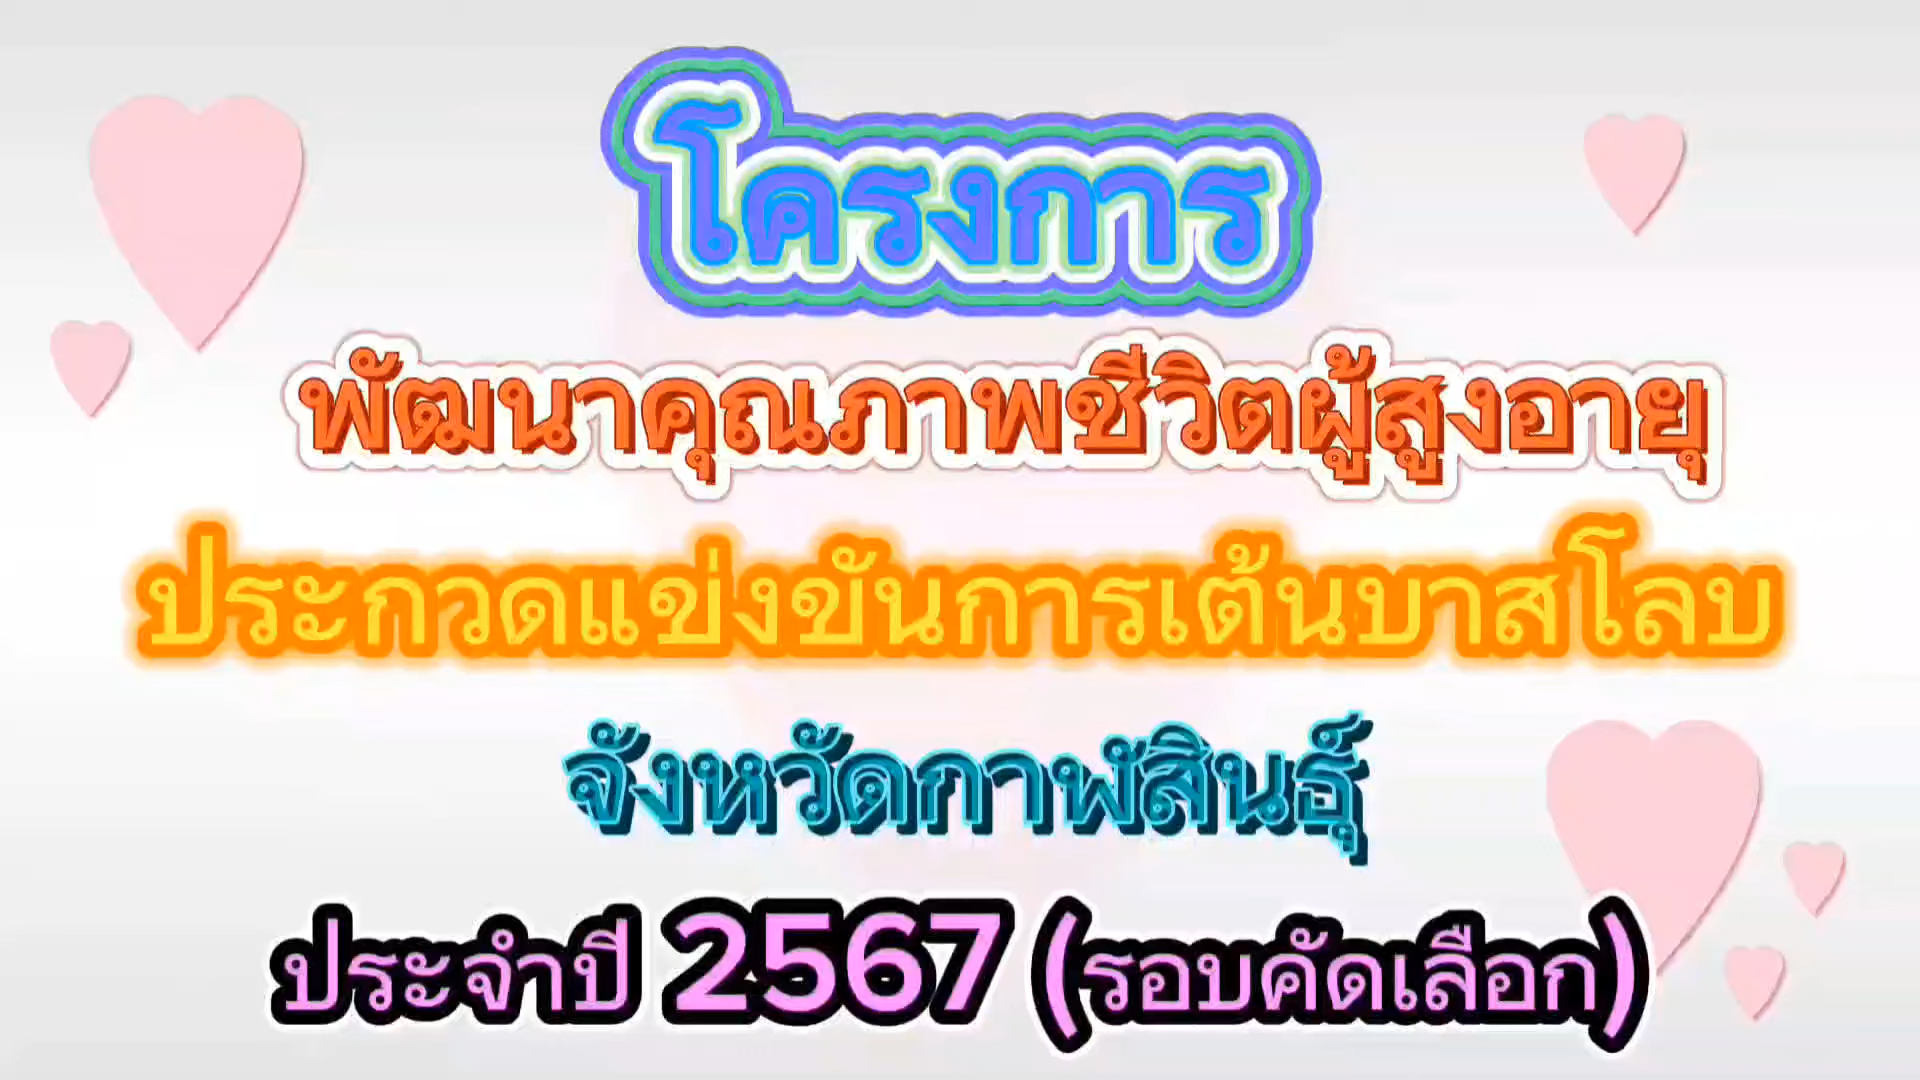 โครงการ
พัฒนาคุณภาพชีวิตผู้สูงอายุ
ประกวดแข่งขันการเต้นบาสโลบ
จังหวัดกาฬสินธุ์
ประจำปี 2567 (รอบคัดเลือก)